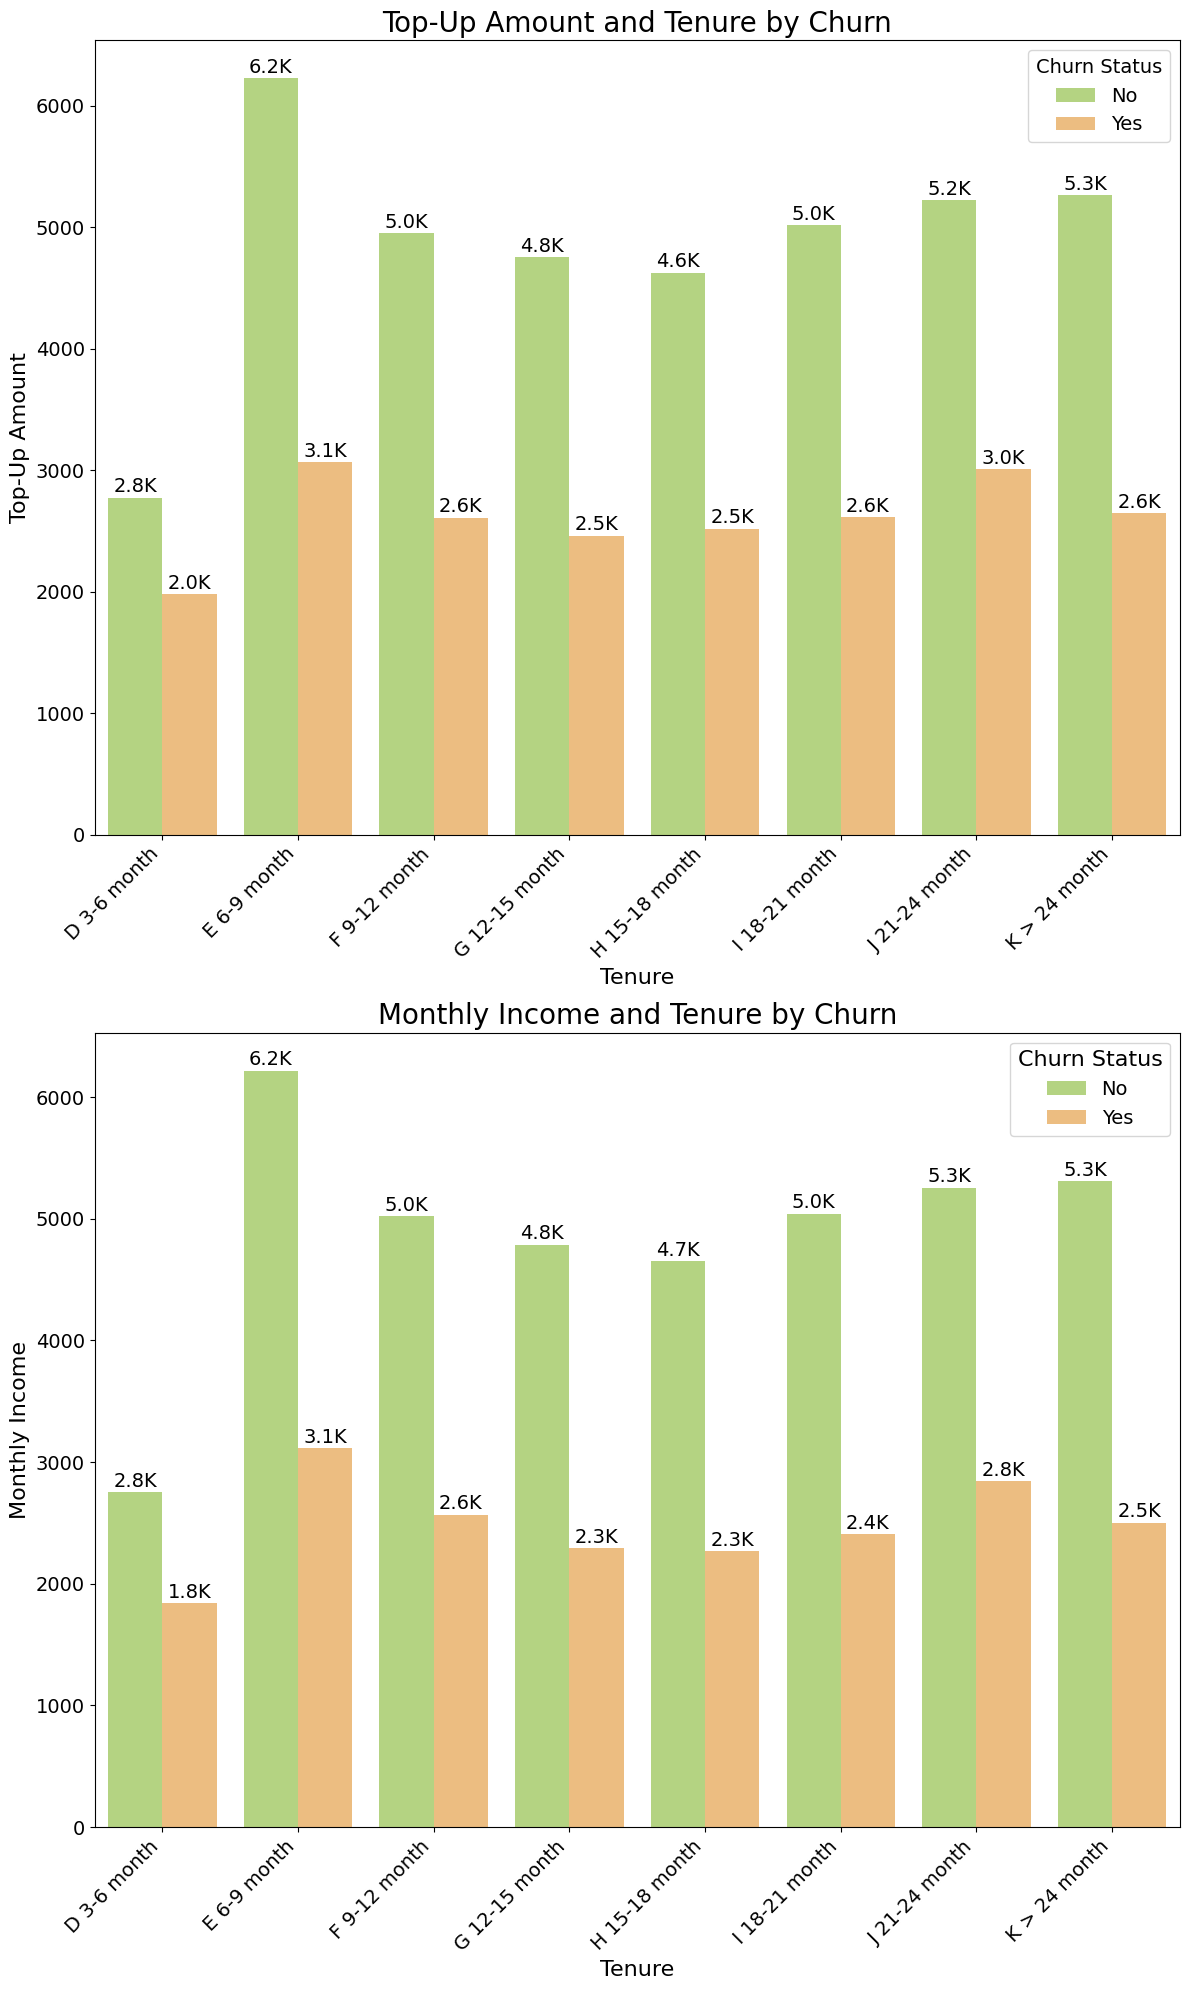 Top-Up Amount and Tenure by Churn
Churn Status
No
Yes
Top-Up Amount
6000
5000
4000
3000
2000
1000
0
2.8K
6.2K
5.0K
4.8K
4.6K
5.0K
5.2K
5.3K
2.0K
3.1K
2.6K
2.5K
2.5K
2.6K
3.0K
2.6K
D 3-6 month
E 6-9 month
F 9-12 month
G 12-15 month
H 15-18 month
I 18-21 month
J 21-24 month
K > 24 month
Tenure
Monthly Income and Tenure by Churn
Churn Status
No
Yes
Monthly Income
6000
5000
4000
3000
2000
1000
0
2.8K
6.2K
5.0K
4.8K
4.7K
5.0K
5.3K
5.3K
1.8K
3.1K
2.6K
2.3K
2.3K
2.4K
2.8K
2.5K
D 3-6 month
E 6-9 month
F 9-12 month
G 12-15 month
H 15-18 month
I 18-21 month
J 21-24 month
K > 24 month
Tenure